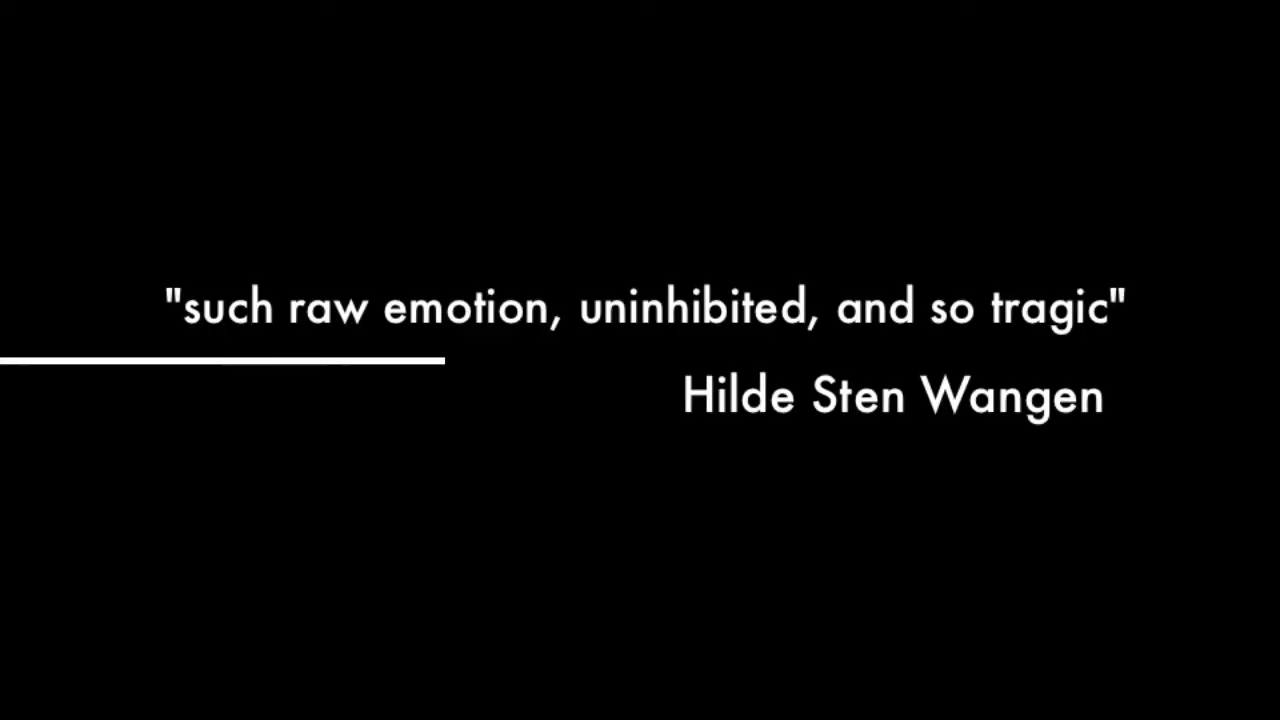 "such raw emotion, uninhibited, and so tragic"
Hilde Sten Wangen